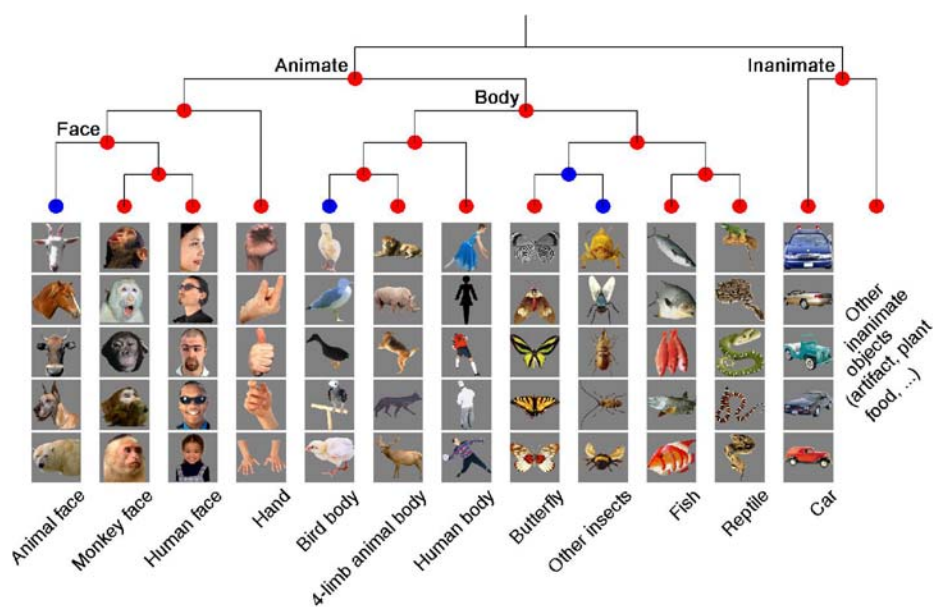 Animate
Inanimate
Body
Face
Other
inanimate
objects
(artifact, plant
food, ...)
Animal face
Monkey face
Human face
Hand
Bird body
4-limb animal body
Human body
Butterfly
Other insects
Fish
Reptile
Car